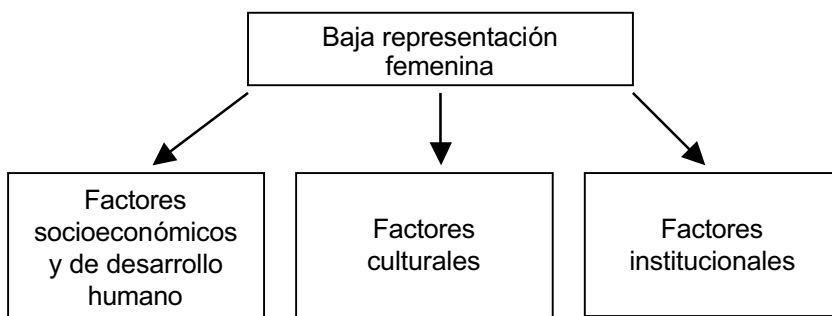 Baja representación
femenina
Factores
socioeconómicos
y de desarrollo
humano
Factores
culturales
Factores
institucionales